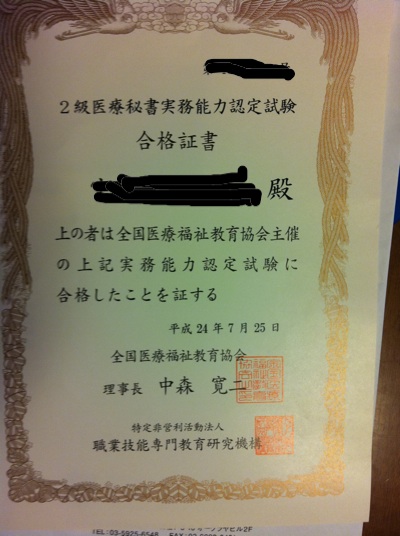 2級医療秘書実務能力認定試験
合格証書
殿
上の者は全国医療福祉教育協会主催
の上記実務能力認定試験に
合格したことを証する
平成24年7月25日
全国医療福祉教育協会
理事長 中森 寛二
特定非営利活動法人
職業技能専門教育研究機構
TEL:03-5925-6548